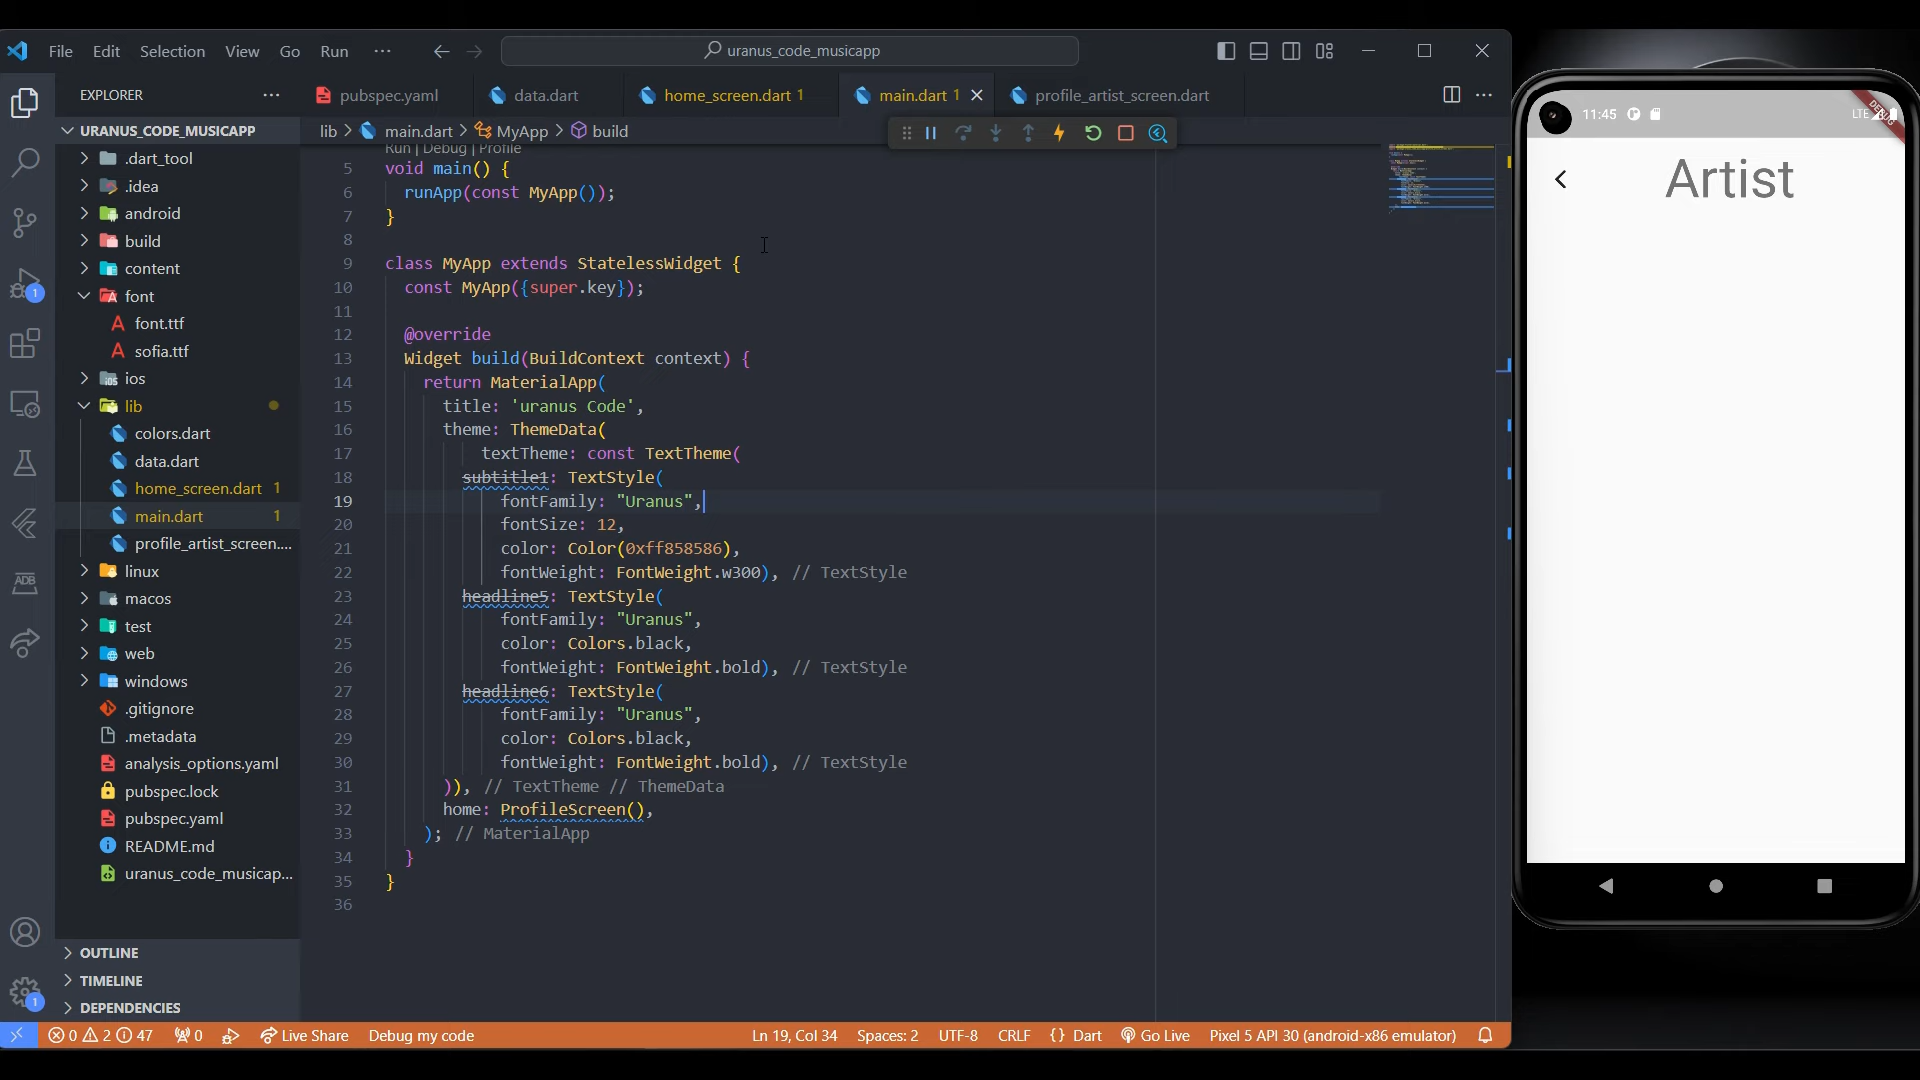 File Edit Selection View Go Run ··· uranus_code_musicapp
EXPLORER ···
pubspec.yaml data.dart home_screen.dart 1 main.dart 1 profile_artist_screen.dart
lib > main.dart > MyApp > build
URANUS_CODE_MUSICAPP
.dart_tool
.idea
android
build
content
font
font.ttf
sofia.ttf
ios
lib
colors.dart
data.dart
home_screen.dart 1
main.dart 1
profile_artist_screen....
linux
macos
test
web
windows
.gitignore
.metadata
analysis_options.yaml
pubspec.lock
pubspec.yaml
README.md
uranus_code_musicap...
OUTLINE
TIMELINE
DEPENDENCIES
1
ADB
1
Run | Debug | Profile
5 void main() {
6 runApp(const MyApp());
7 }
8
9 class MyApp extends StatelessWidget {
10 const MyApp({super.key});
11
12 @override
13 Widget build(BuildContext context) {
14 return MaterialApp(
15 title: 'uranus Code',
16 theme: ThemeData(
17 textTheme: const TextTheme(
18 subtitle1: TextStyle(
19 fontFamily: "Uranus",
20 fontSize: 12,
21 color: Color(0xff858586),
22 fontWeight: FontWeight.w300), // TextStyle
23 headline5: TextStyle(
24 fontFamily: "Uranus",
25 color: Colors.black,
26 fontWeight: FontWeight.bold), // TextStyle
27 headline6: TextStyle(
28 fontFamily: "Uranus",
29 color: Colors.black,
30 fontWeight: FontWeight.bold), // TextStyle
31 )), // TextTheme // ThemeData
32 home: ProfileScreen(),
33 ); // MaterialApp
34 }
35 }
36
11:45 LTE
DEBUG
Artist
0 2 47 0 Live Share Debug my code Ln 19, Col 34 Spaces: 2 UTF-8 CRLF {} Dart Go Live Pixel 5 API 30 (android-x86 emulator)